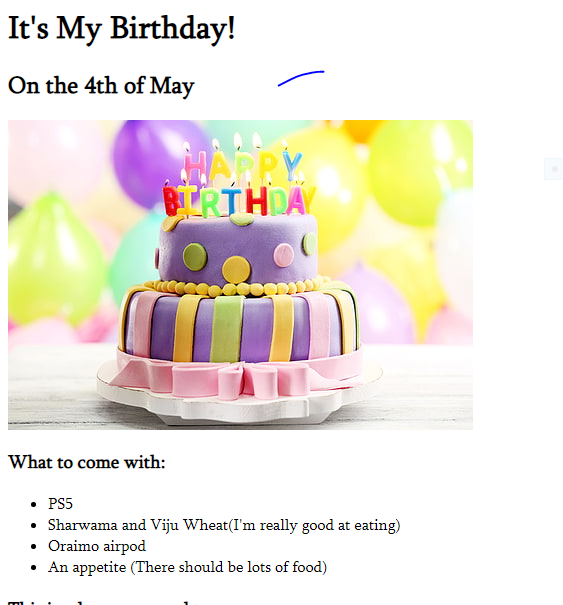 It's My Birthday!
On the 4th of May
HAPPY
BIRTHDAY
What to come with:
PS5
Sharwama and Viju Wheat(I'm really good at eating)
Oraimo airpod
An appetite (There should be lots of food)